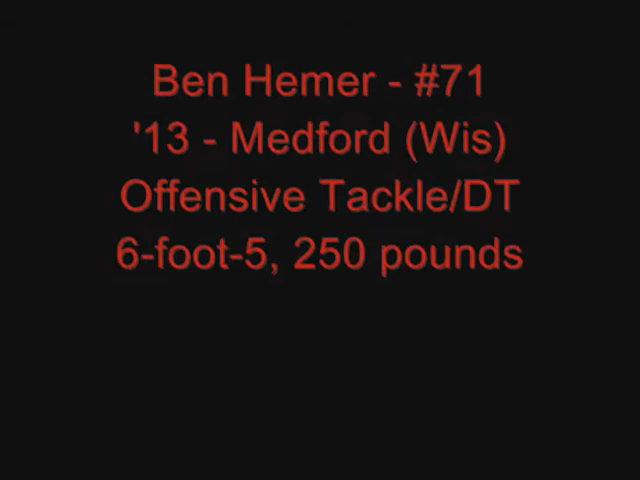 Ben Hemer - #71
'13 - Medford (Wis)
Offensive Tackle/DT
6-foot-5, 250 pounds